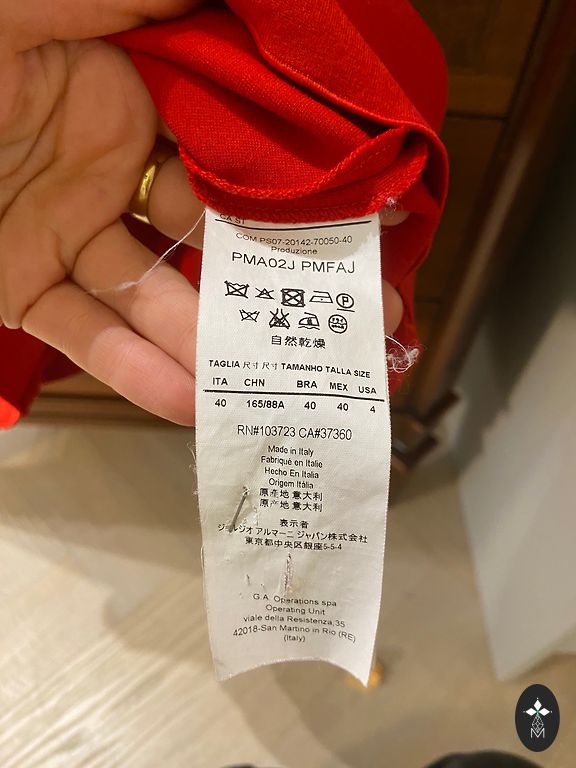 CA SI
COM PS07-20142-70050-40
Produzione
PMA02J PMFAJ
自然乾燥
TAGLIA 尺寸 尺寸 TAMANHO TALLA SIZE
ITA CHN BRA MEX USA
40 165/88A 40 40 4
RN#103723 CA#37360
Made in Italy
Fabriqué en Italie
Hecho En Italia
Origem Itália
原產地 意大利
原产地 意大利
表示者
ジョルジオ アルマーニ ジャパン株式会社
東京都中央区銀座5-5-4
G.A. Operations spa
Operating Unit
viale della Resistenza,35
42018-San Martino in Rio (RE)
(Italy)